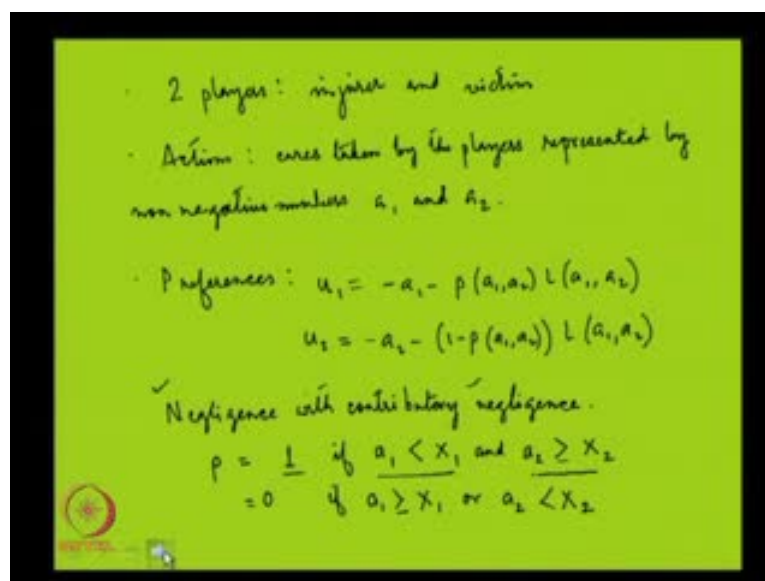 · 2 players: injurer and victim
· Actions: cares taken by the players represented by
non negative numbers a₁ and a₂.
· Preferences: u₁ = -a₁ - ρ(a₁,a₂) L(a₁,a₂)
u₂ = -a₂ - (1-ρ(a₁,a₂)) L(a₁,a₂)
✓ Negligence with contributory ✓ negligence.
ρ = 1 if a₁ < X₁ and a₂ ≥ X₂
= 0 if a₁ ≥ X₁ or a₂ < X₂